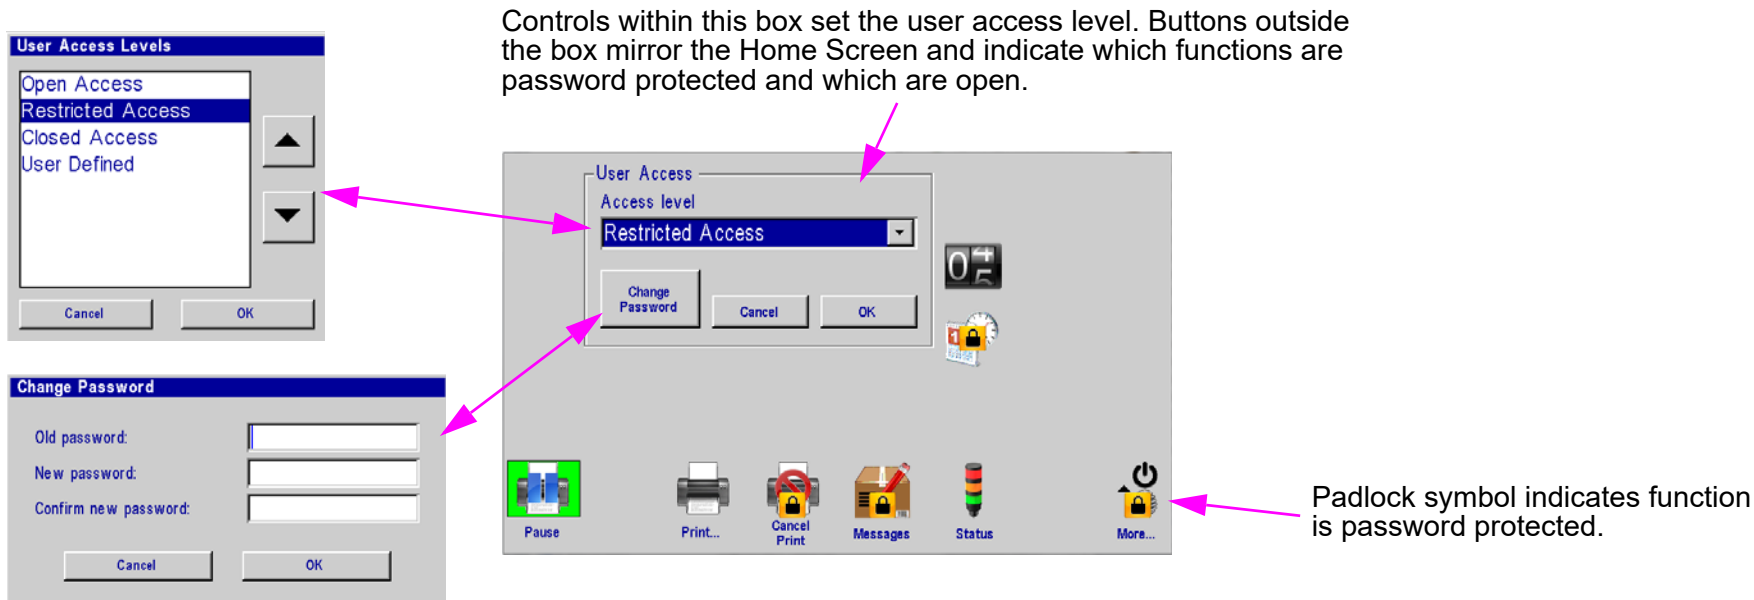 Controls within this box set the user access level. Buttons outside
the box mirror the Home Screen and indicate which functions are
password protected and which are open.
User Access Levels
Open Access
Restricted Access
Closed Access
User Defined
Cancel
OK
User Access
Access level
Restricted Access
Change
Password
Cancel
OK
Change Password
Old password:
New password:
Confirm new password:
Cancel
OK
Pause
Print...
Cancel
Print
Messages
Status
More...
Padlock symbol indicates function
is password protected.